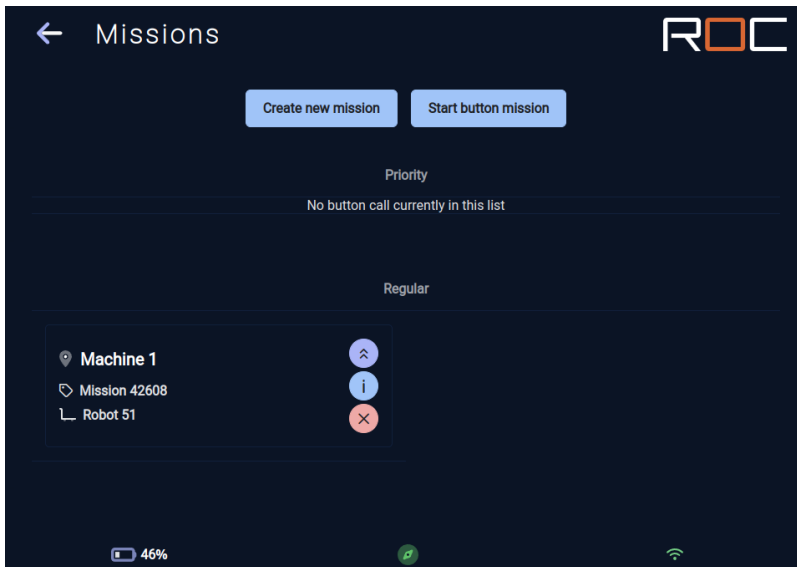 Missions
ROC
Create new mission
Start button mission
Priority
No button call currently in this list
Regular
Machine 1
i
Mission 42608
Robot 51
46%